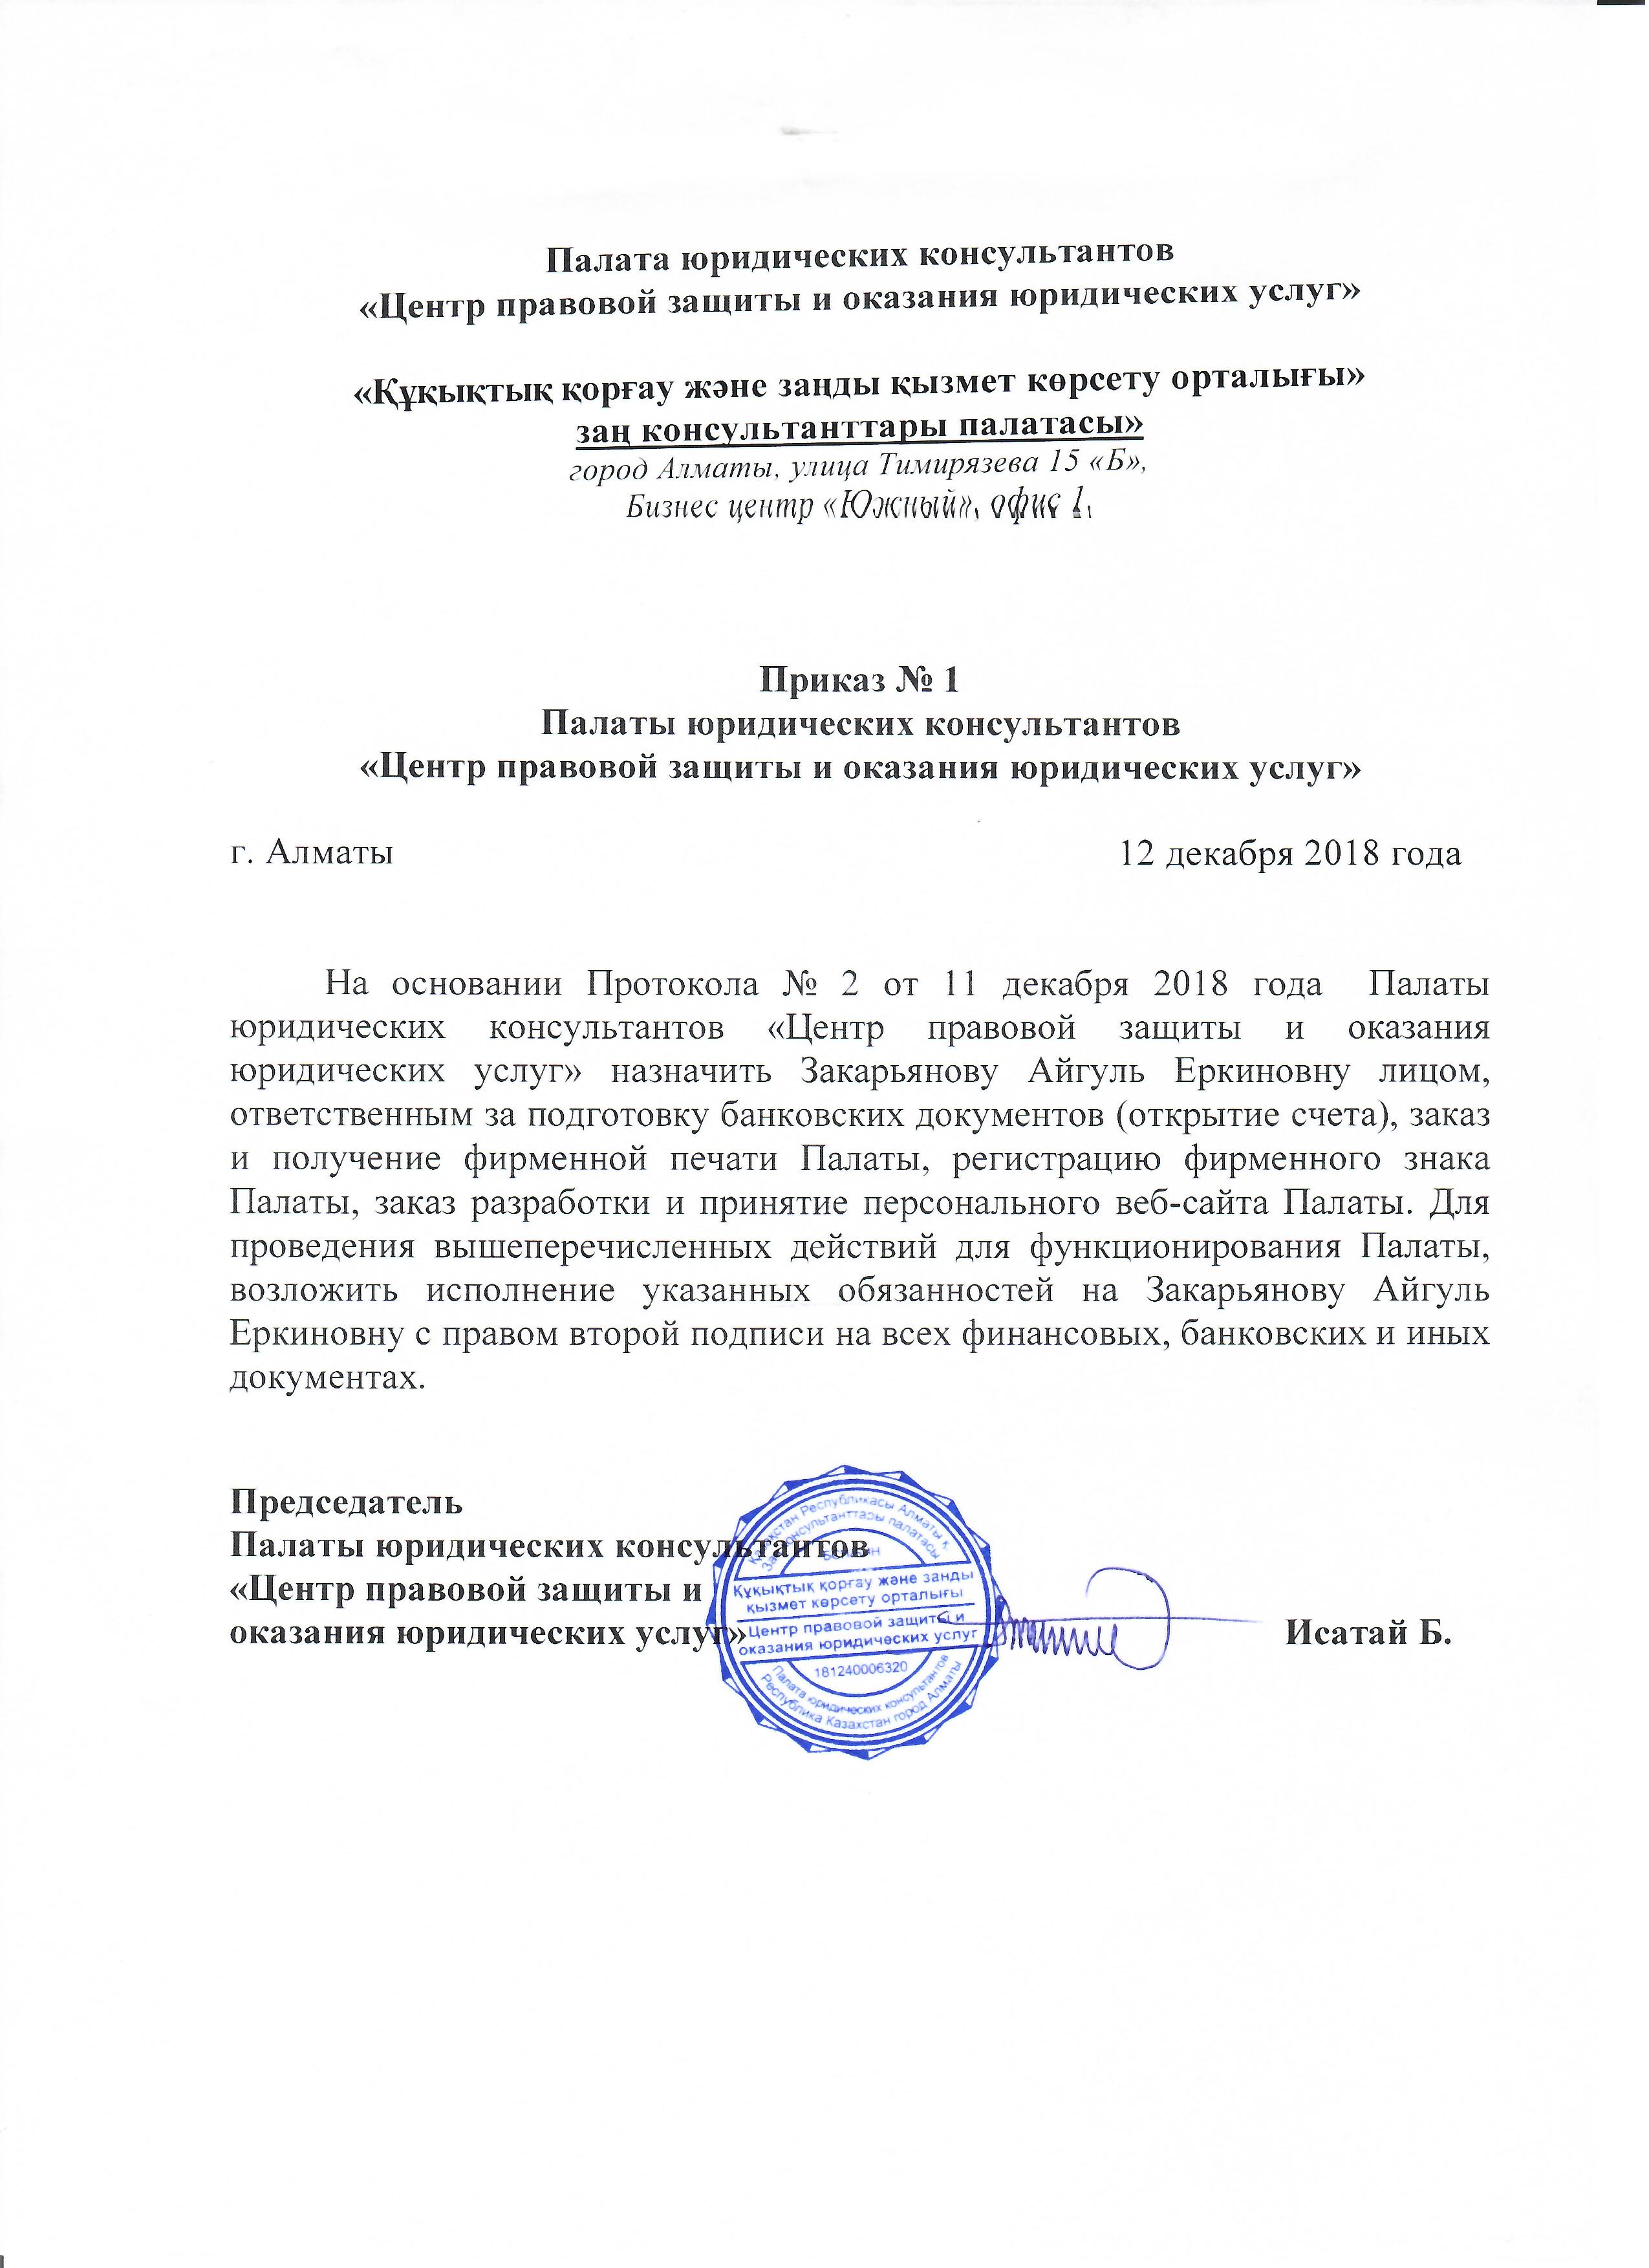 Палата юридических консультантов
«Центр правовой защиты и оказания юридических услуг»
«Құқықтық қорғау және заңды қызмет көрсету орталығы»
заң консультанттары палатасы»
город Алматы, улица Тимирязева 15 «Б»,
Бизнес центр «Южный», офис 1.
Приказ № 1
Палаты юридических консультантов
«Центр правовой защиты и оказания юридических услуг»
г. Алматы 12 декабря 2018 года
На основании Протокола № 2 от 11 декабря 2018 года Палаты
юридических консультантов «Центр правовой защиты и оказания
юридических услуг» назначить Закарьянову Айгуль Еркиновну лицом,
ответственным за подготовку банковских документов (открытие счета), заказ
и получение фирменной печати Палаты, регистрацию фирменного знака
Палаты, заказ разработки и принятие персонального веб-сайта Палаты. Для
проведения вышеперечисленных действий для функционирования Палаты,
возложить исполнение указанных обязанностей на Закарьянову Айгуль
Еркиновну с правом второй подписи на всех финансовых, банковских и иных
документах.
Председатель
Палаты юридических консультантов
«Центр правовой защиты и
оказания юридических услуг» Исатай Б.
Қазақстан Республикасы Алматы қ.
Заң консультанттары палатасы
Құқықтық қорғау және занды
қызмет көрсету орталығы
Центр правовой защиты и
оказания юридических услуг
181240006320
Палата юридических консультантов
Республика Казахстан город Алматы